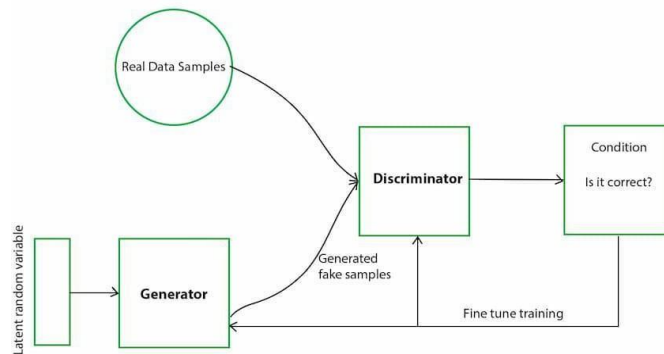 Real Data Samples
Condition
Is it correct?
Discriminator
Generated
fake samples
Latent random variable
Generator
Fine tune training